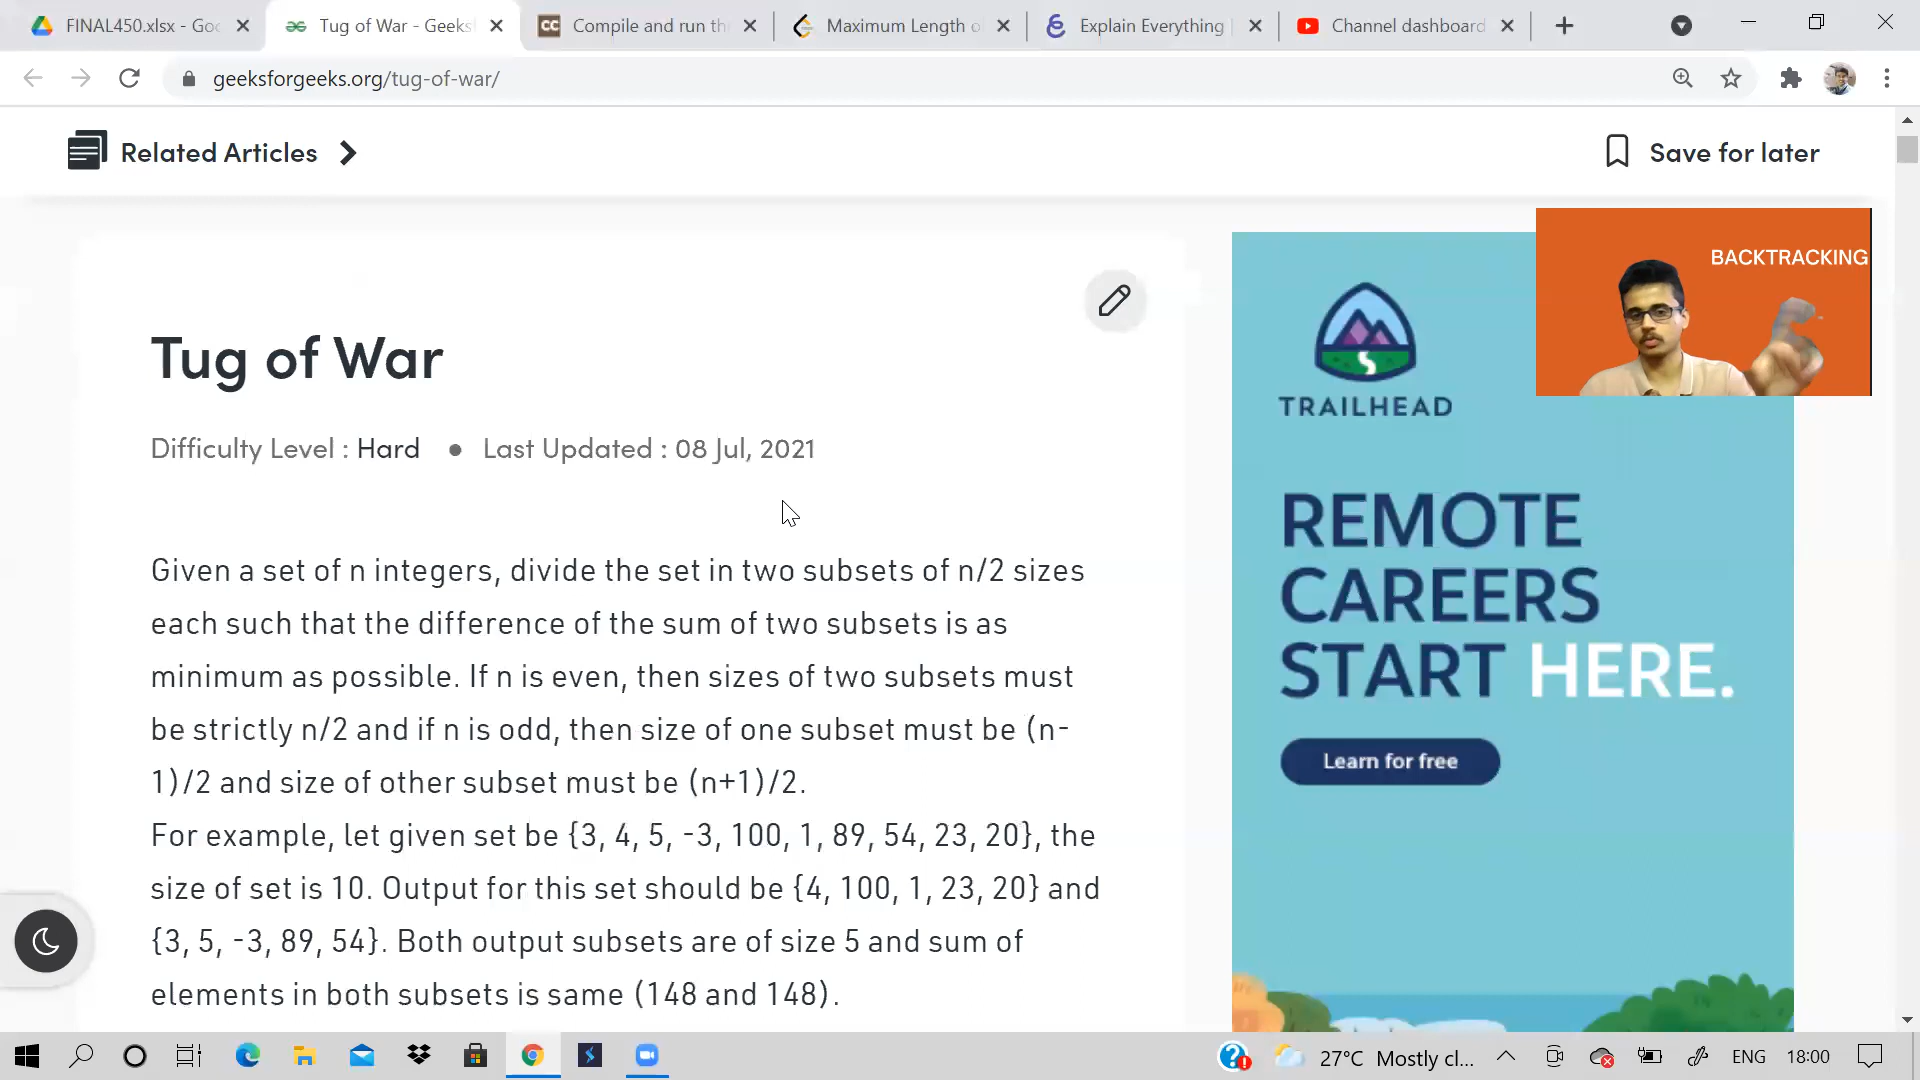 FINAL450.xlsx - Goo
Tug of War - Geeks
Compile and run th
Maximum Length o
Explain Everything
Channel dashboard
geeksforgeeks.org/tug-of-war/
Related Articles
Save for later
BACKTRACKING
Tug of War
Difficulty Level : Hard ● Last Updated : 08 Jul, 2021
Given a set of n integers, divide the set in two subsets of n/2 sizes
each such that the difference of the sum of two subsets is as
minimum as possible. If n is even, then sizes of two subsets must
be strictly n/2 and if n is odd, then size of one subset must be (n-
1)/2 and size of other subset must be (n+1)/2.
For example, let given set be {3, 4, 5, -3, 100, 1, 89, 54, 23, 20}, the
size of set is 10. Output for this set should be {4, 100, 1, 23, 20} and
{3, 5, -3, 89, 54}. Both output subsets are of size 5 and sum of
elements in both subsets is same (148 and 148).
TRAILHEAD
REMOTE
CAREERS
START HERE.
Learn for free
27°C Mostly cl...
ENG
18:00